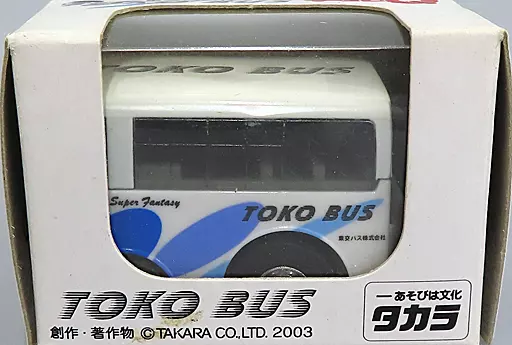 TOKO BUS
Super Fantasy
TOKO BUS
東交バス株式会社
TOKO BUS
創作・著作物 ©TAKARA CO.,LTD. 2003
━あそびは文化
タカラ